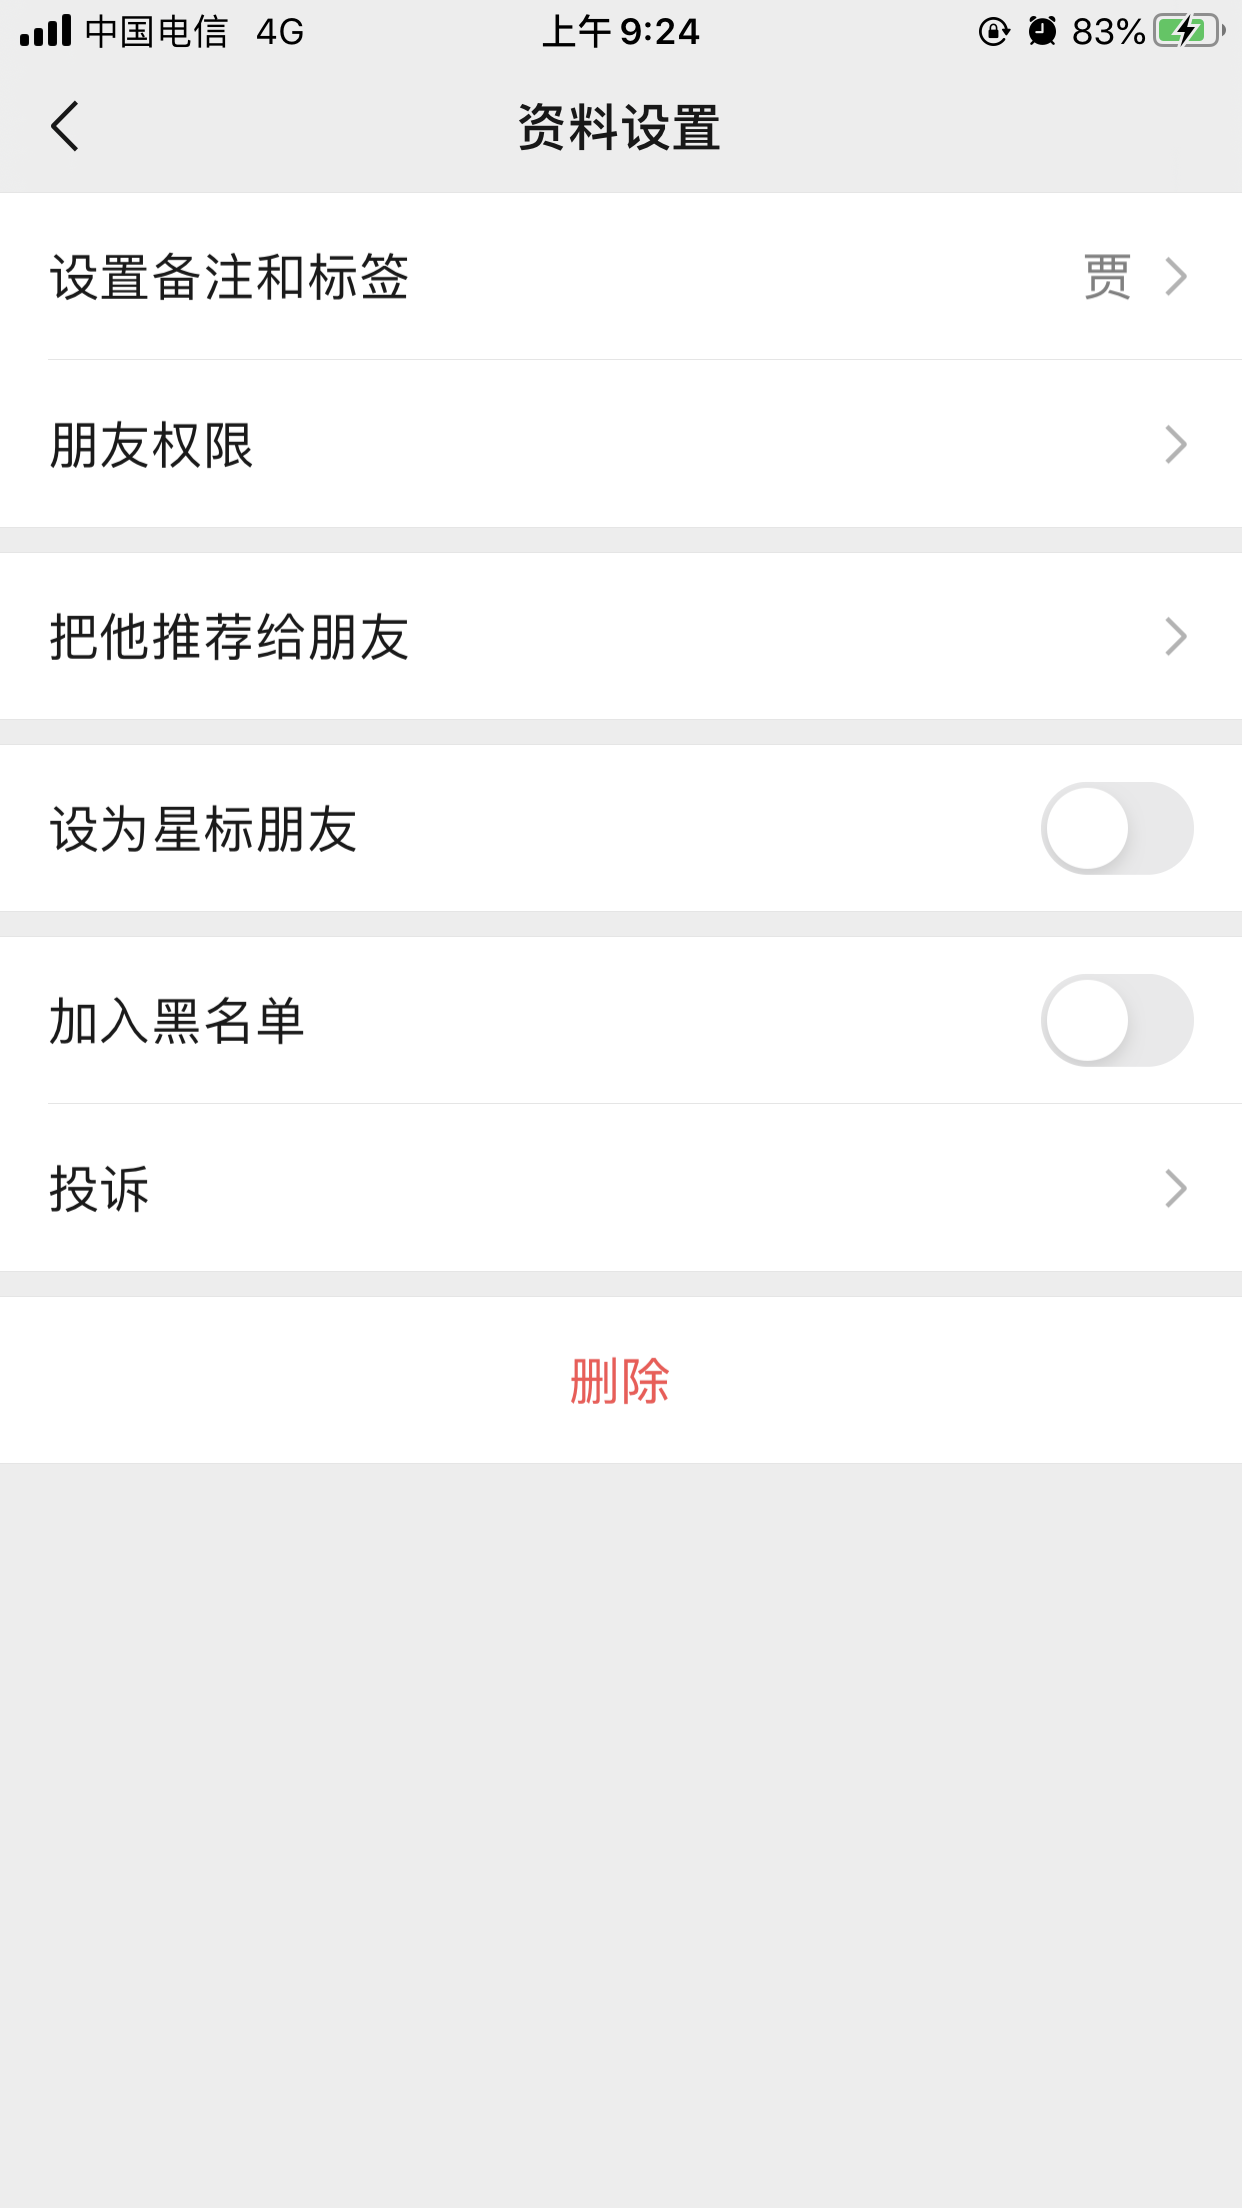 中国电信 4G 上午 9:24 83%
资料设置
设置备注和标签 贾
朋友权限
把他推荐给朋友
设为星标朋友
加入黑名单
投诉
删除